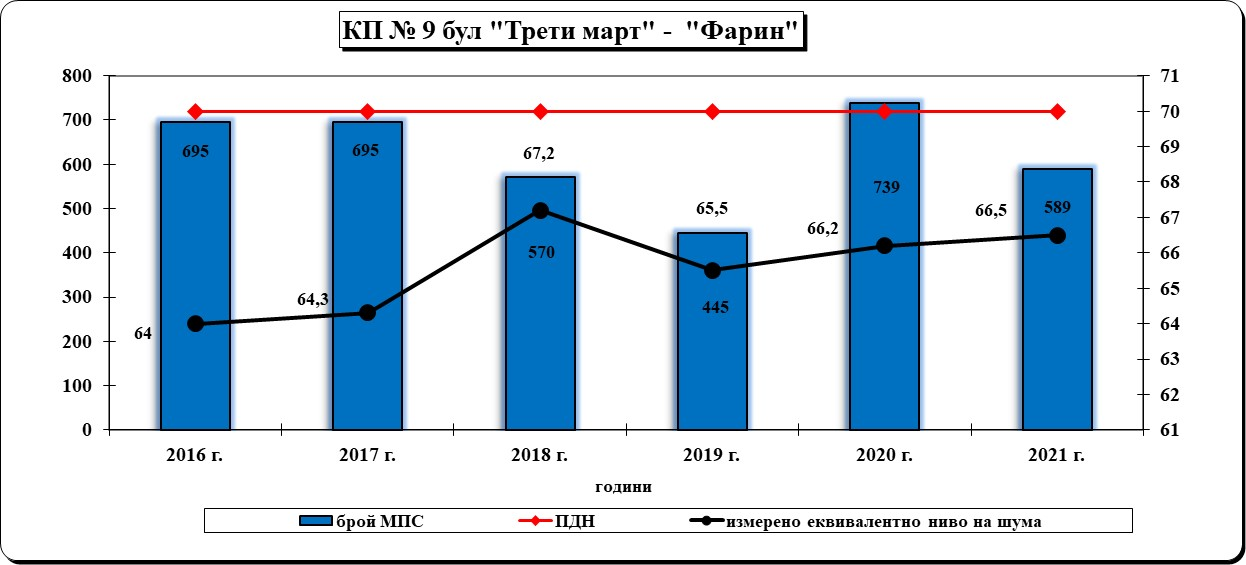 КП № 9 бул "Трети март" - "Фарин"
800
700
600
500
400
300
200
100
0
71
70
69
68
67
66
65
64
63
62
61
695
695
570
445
739
589
64
64,3
67,2
65,5
66,2
66,5
2016 г.
2017 г.
2018 г.
2019 г.
2020 г.
2021 г.
години
брой МПС
ПДН
измерено еквивалентно ниво на шума